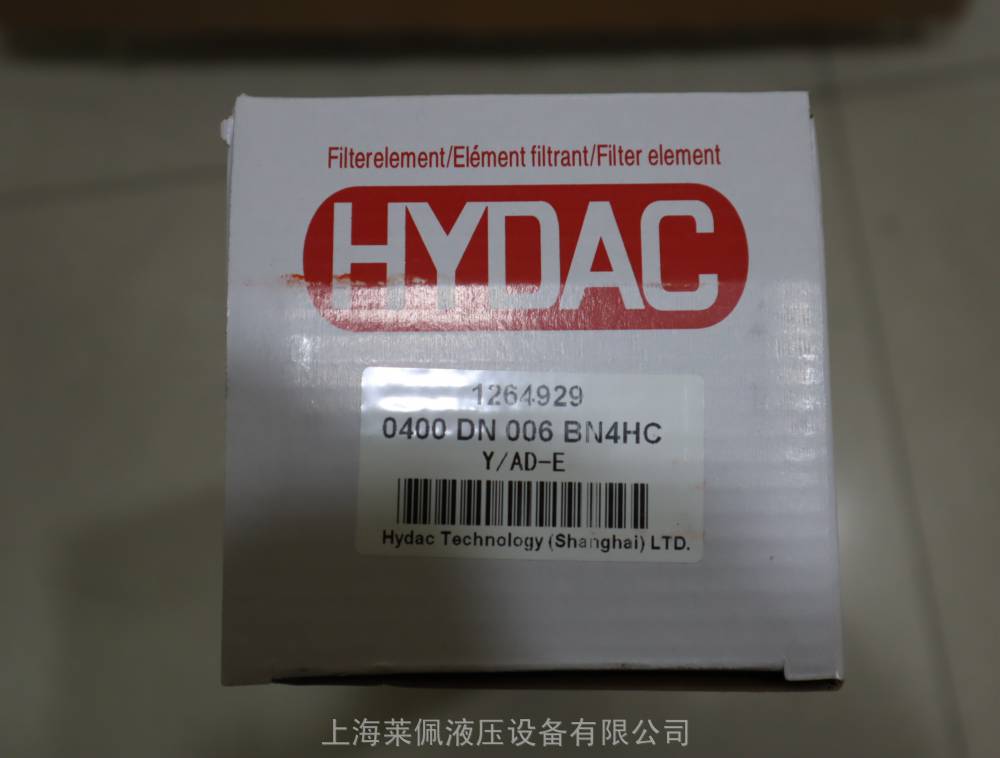 Filterelement/Elément filtrant/Filter element
HYDAC
1264929
0400 DN 006 BN4HC
Y/AD-E
Hydac Technology (Shanghai) LTD.
上海莱佩液压设备有限公司